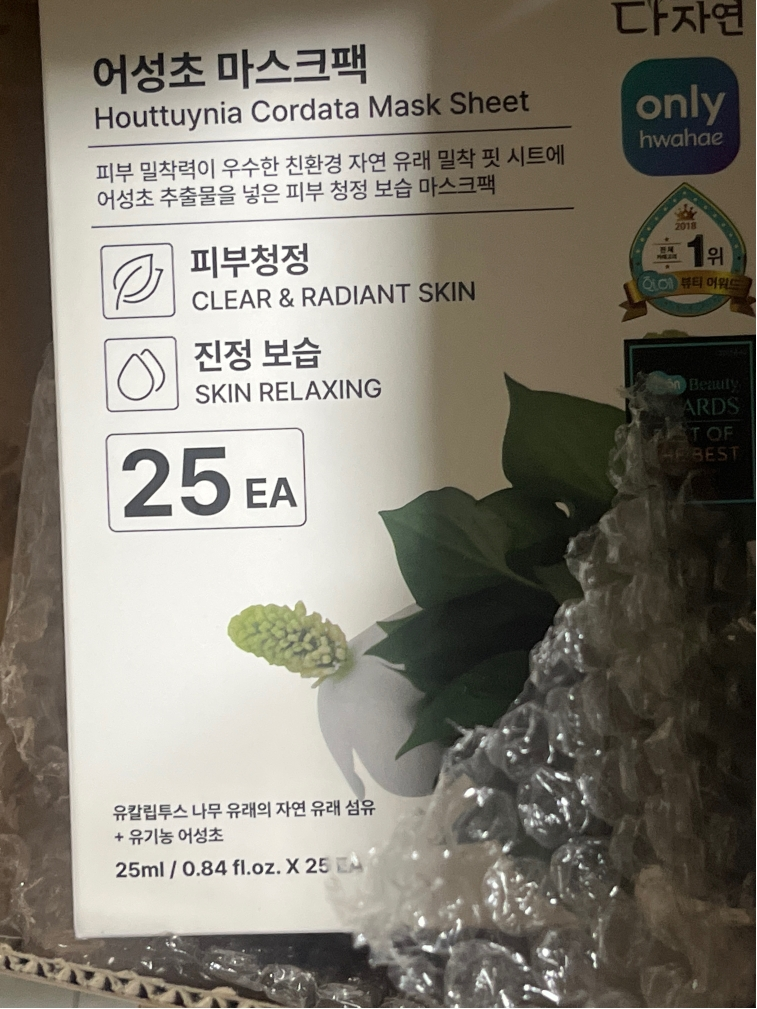 다자연
어성초 마스크팩
Houttuynia Cordata Mask Sheet
only
hwahae
피부 밀착력이 우수한 친환경 자연 유래 밀착 핏 시트에
어성초 추출물을 넣은 피부 청정 보습 마스크팩
2018
1위
뷰티 어워드
피부청정
CLEAR & RADIANT SKIN
진정 보습
SKIN RELAXING
Beauty
THE BEST
25 EA
유칼립투스 나무 유래의 자연 유래 섬유
+ 유기농 어성초
25ml / 0.84 fl.oz. X 25 EA